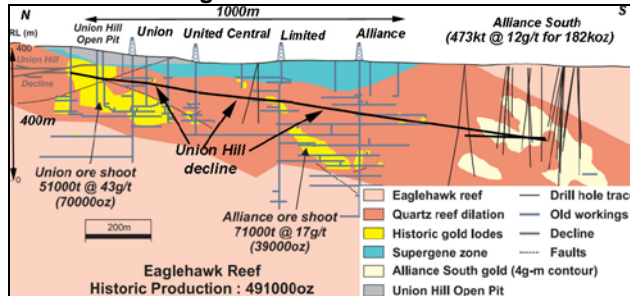 N
1000m
S
RL (m)
400
Union Hill
Open Pit
Union
United Central
Limited
Alliance
Alliance South
(473kt @ 12g/t for 182koz)
Union Hill
Decline
400m
0
Union Hill
decline
Union ore shoot
51000t @ 43g/t
(70000oz)
Alliance ore shoot
71000t @ 17g/t
(39000oz)
200m
Eaglehawk Reef
Historic Production : 491000oz
Eaglehawk reef
Quartz reef dilation
Historic gold lodes
Supergene zone
Alliance South gold (4g-m contour)
Union Hill Open Pit
Drill hole trace
Old workings
Decline
Faults